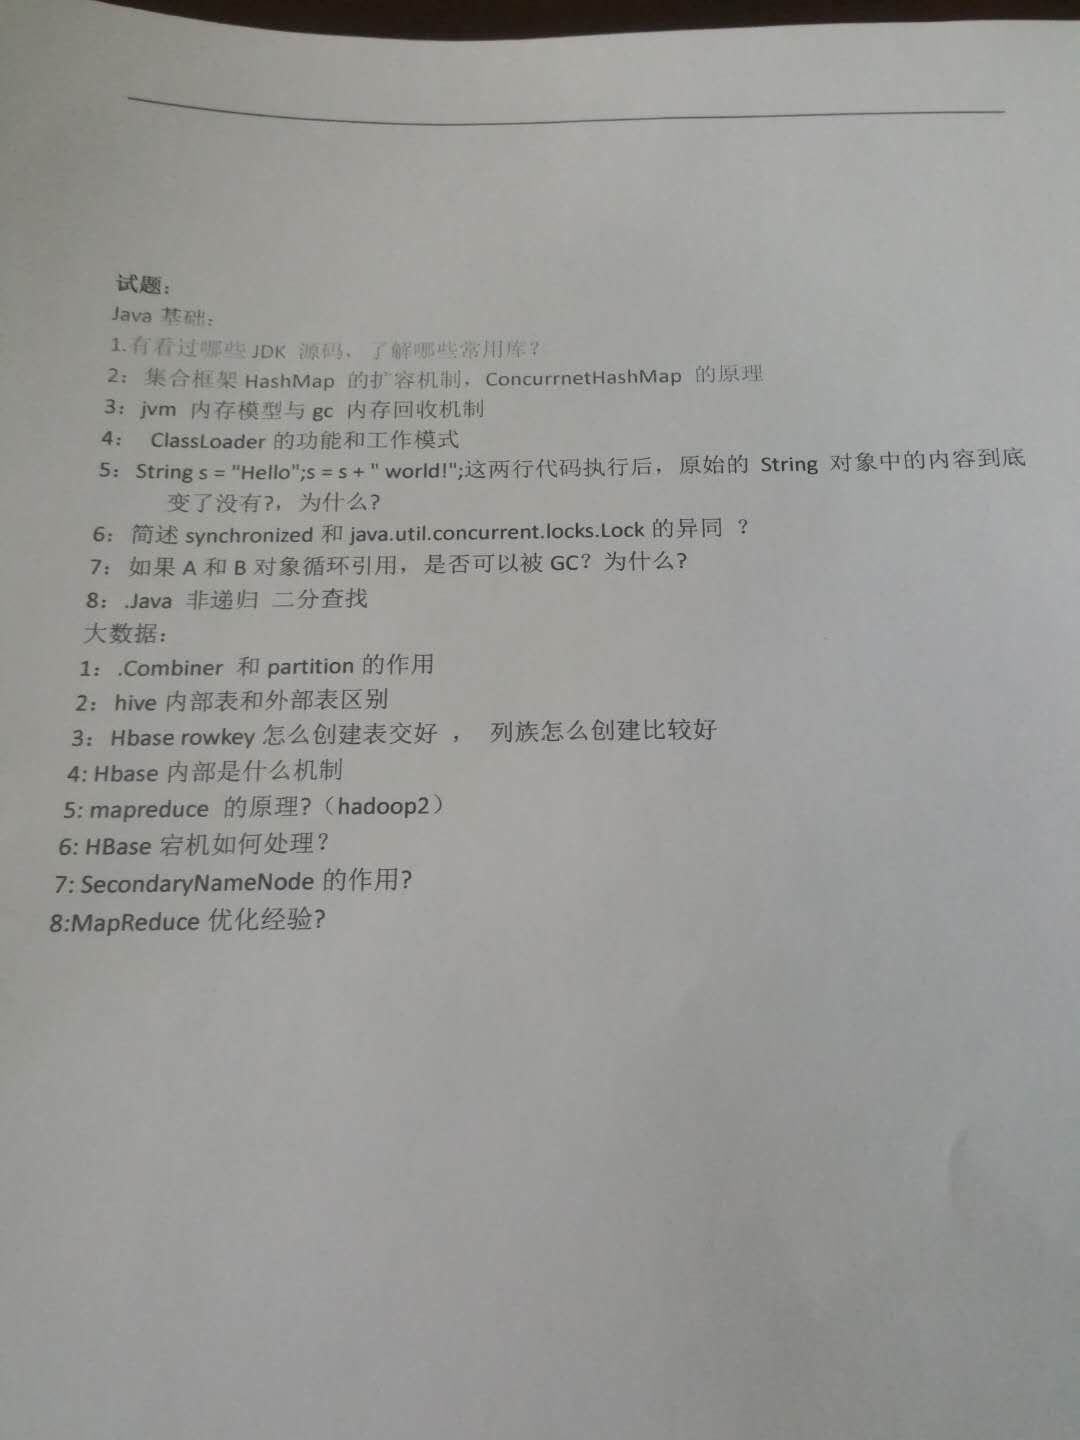 试题：
Java 基础：
1.有看过哪些 JDK 源码，了解哪些常用库？
2：集合框架 HashMap 的扩容机制，ConcurrnetHashMap 的原理
3：jvm 内存模型与 gc 内存回收机制
4： ClassLoader 的功能和工作模式
5：String s = "Hello";s = s + " world!";这两行代码执行后，原始的 String 对象中的内容到底
变了没有?，为什么?
6：简述 synchronized 和 java.util.concurrent.locks.Lock 的异同 ？
7：如果 A 和 B 对象循环引用，是否可以被 GC？为什么?
8：.Java 非递归 二分查找
大数据：
1：.Combiner 和 partition 的作用
2：hive 内部表和外部表区别
3：Hbase rowkey 怎么创建表交好 ， 列族怎么创建比较好
4: Hbase 内部是什么机制
5: mapreduce 的原理?（hadoop2）
6: HBase 宕机如何处理？
7: SecondaryNameNode 的作用?
8:MapReduce 优化经验?